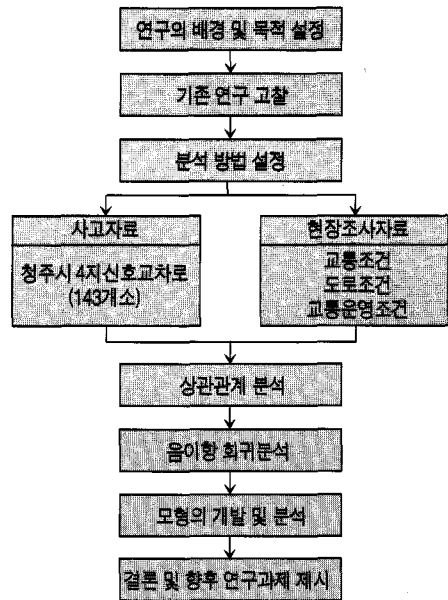 연구의 배경 및 목적 설정
기존 연구 고찰
분석 방법 설정
사고자료
청주시 4지신호교차로
(143개소)
현장조사자료
교통조건
도로조건
교통운영조건
상관관계 분석
음이항 회귀분석
모형의 개발 및 분석
결론 및 향후 연구과제 제시